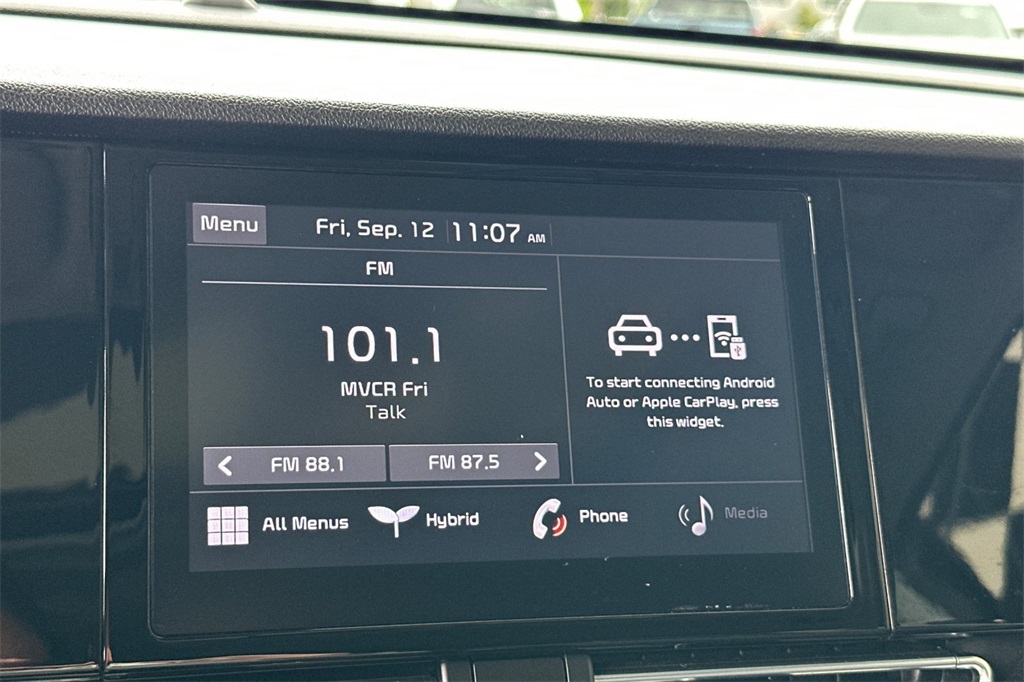 Menu
Fri, Sep. 12 11:07 AM
FM
101.1
MVCR Fri
Talk
FM 88.1
FM 87.5
To start connecting Android
Auto or Apple CarPlay, press
this widget.
All Menus
Hybrid
Phone
Media